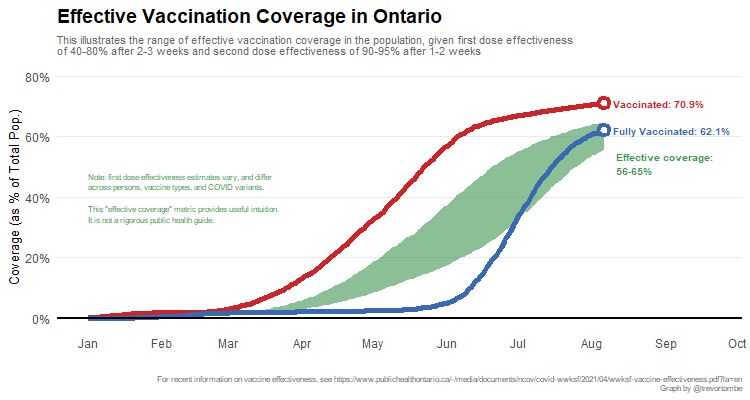 Effective Vaccination Coverage in Ontario
This illustrates the range of effective vaccination coverage in the population, given first dose effectiveness
of 40-80% after 2-3 weeks and second dose effectiveness of 90-95% after 1-2 weeks
Coverage (as % of Total Pop.)
80%
60%
40%
20%
0%
Vaccinated: 70.9%
Fully Vaccinated: 62.1%
Effective coverage:
56-65%
Note: first dose effectiveness estimates vary, and differ
across persons, vaccine types, and COVID variants.
This "effective coverage" metric provides useful intuition.
It is not a rigorous public health guide.
Jan Feb Mar Apr May Jun Jul Aug Sep Oct
For recent information on vaccine effectiveness, see https://www.publichealthontario.ca/-/media/documents/ncov/covid-wwksf/2021/04/wwksf-vaccine-effectiveness.pdf?la=en
Graph by @trevortombe